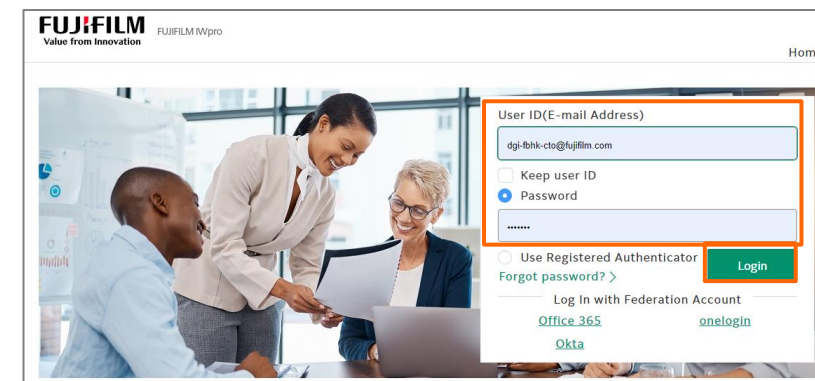 FUJIFILM
Value from Innovation
FUJIFILM IWpro
Hom
User ID(E-mail Address)
dgi-fbhk-cto@fujifilm.com
Keep user ID
Password
•••••••
Use Registered Authenticator
Forgot password? >
Login
Log In with Federation Account
Office 365
onelogin
Okta